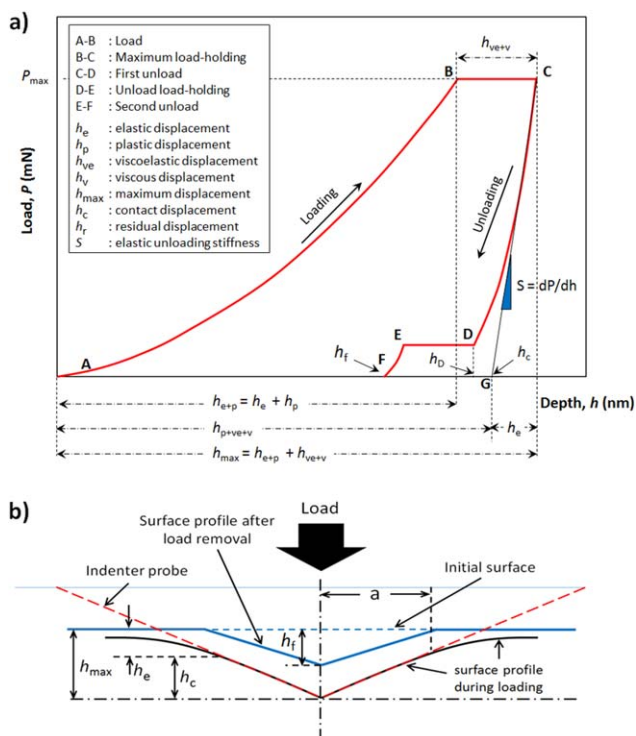 a)
A-B : Load
B-C : Maximum load-holding
C-D : First unload
D-E : Unload load-holding
E-F : Second unload
he : elastic displacement
hp : plastic displacement
hve : viscoelastic displacement
hv : viscous displacement
hmax : maximum displacement
hc : contact displacement
hr : residual displacement
S : elastic unloading stiffness
hve+v
Pmax
B
C
Load, P (mN)
Loading
Unloading
S = dP/dh
E
D
A
hf
F
hD
G
hc
Depth, h (nm)
he+p = he + hp
hp+ve+v
he
hmax = he+p + hve+v
b)
Load
Surface profile after
load removal
Indenter probe
Initial surface
a
hf
hmax
he
hc
surface profile
during loading